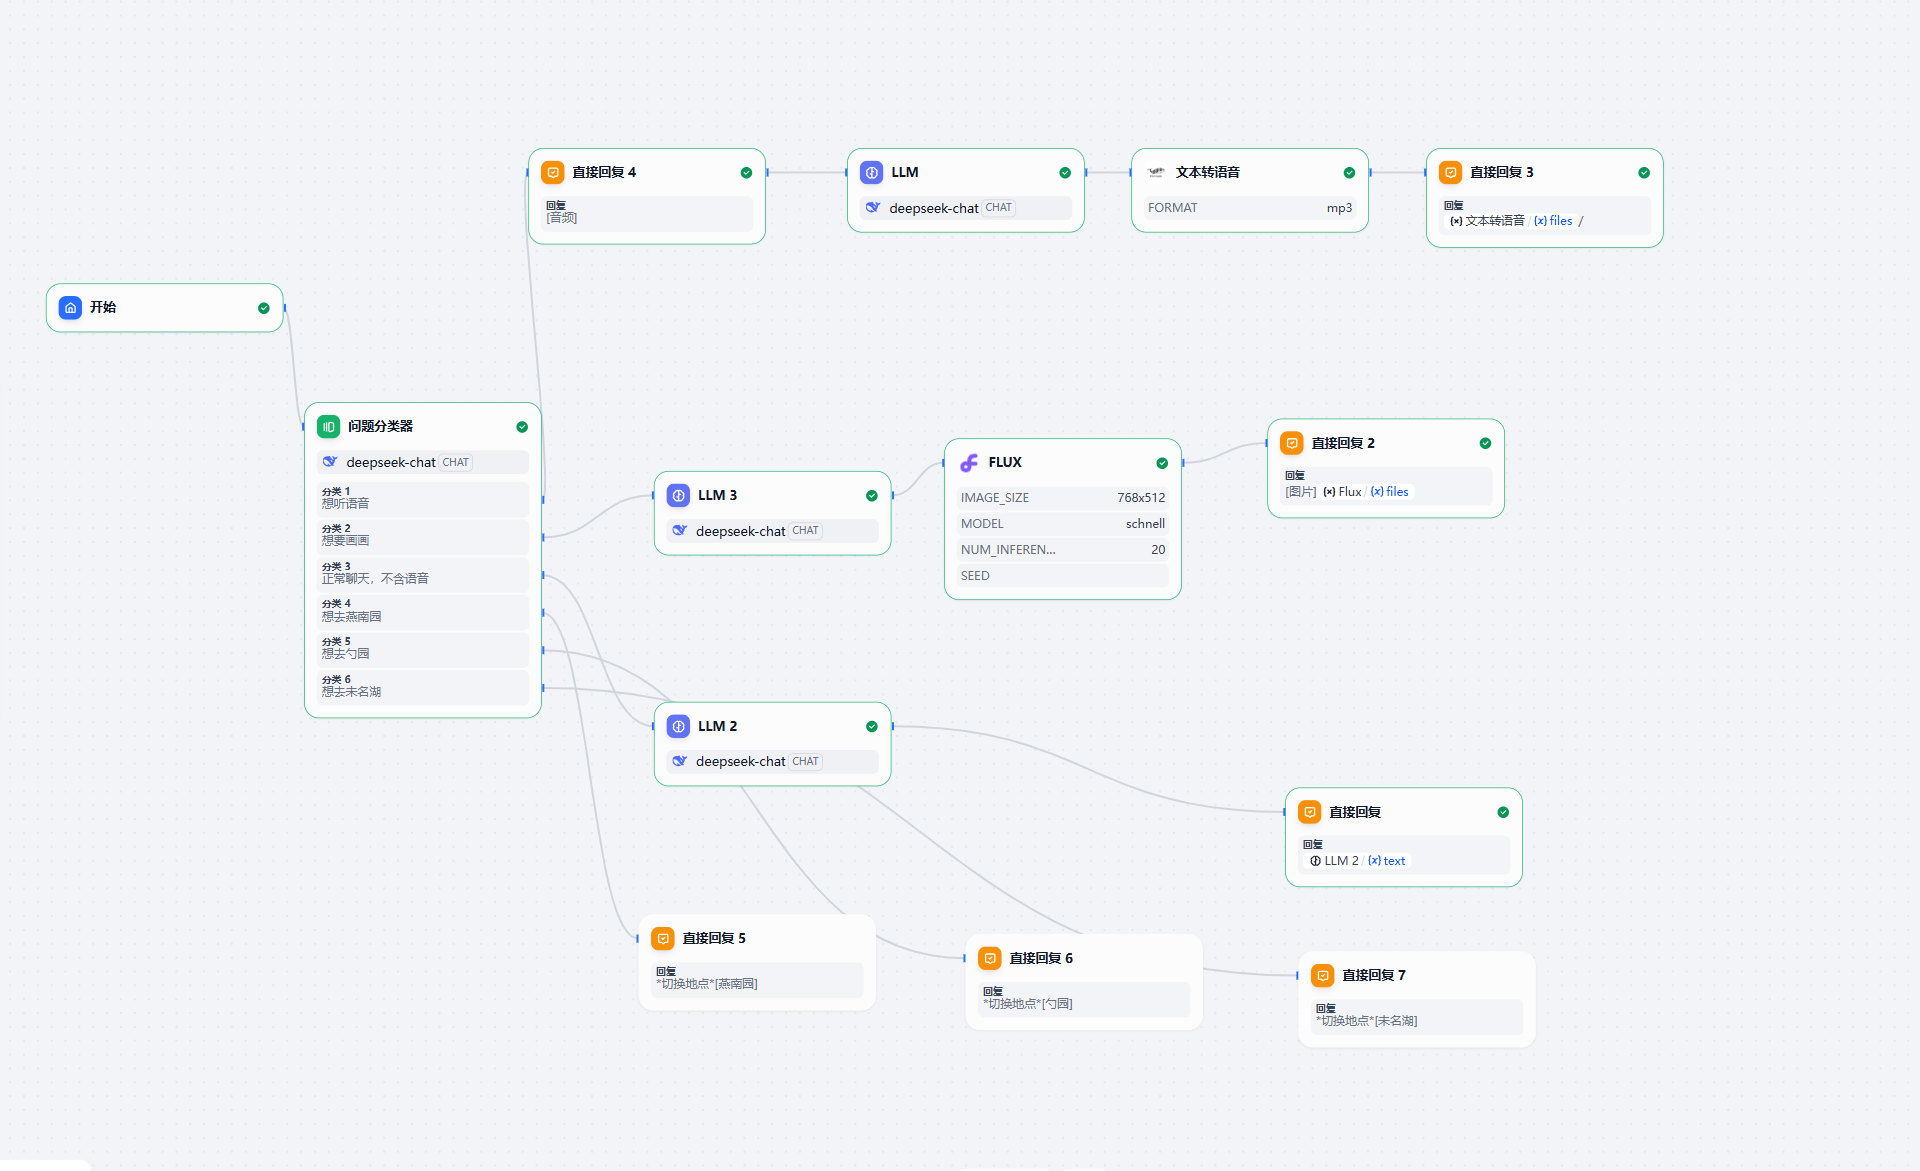 开始
问题分类器
deepseek-chat CHAT
分类 1
想听语音
分类 2
想要画画
分类 3
正常聊天，不含语音
分类 4
想去燕南园
分类 5
想去勺园
分类 6
想去未名湖
直接回复 4
回复
[音频]
LLM
deepseek-chat CHAT
文本转语音
FORMAT mp3
直接回复 3
回复
{x} 文本转语音 / {x} files /
LLM 3
deepseek-chat CHAT
FLUX
IMAGE_SIZE 768x512
MODEL schnell
NUM_INFEREN... 20
SEED
直接回复 2
回复
[图片] {x} Flux / {x} files
LLM 2
deepseek-chat CHAT
直接回复
回复
LLM 2 / {x} text
直接回复 5
回复
*切换地点*[燕南园]
直接回复 6
回复
*切换地点*[勺园]
直接回复 7
回复
*切换地点*[未名湖]